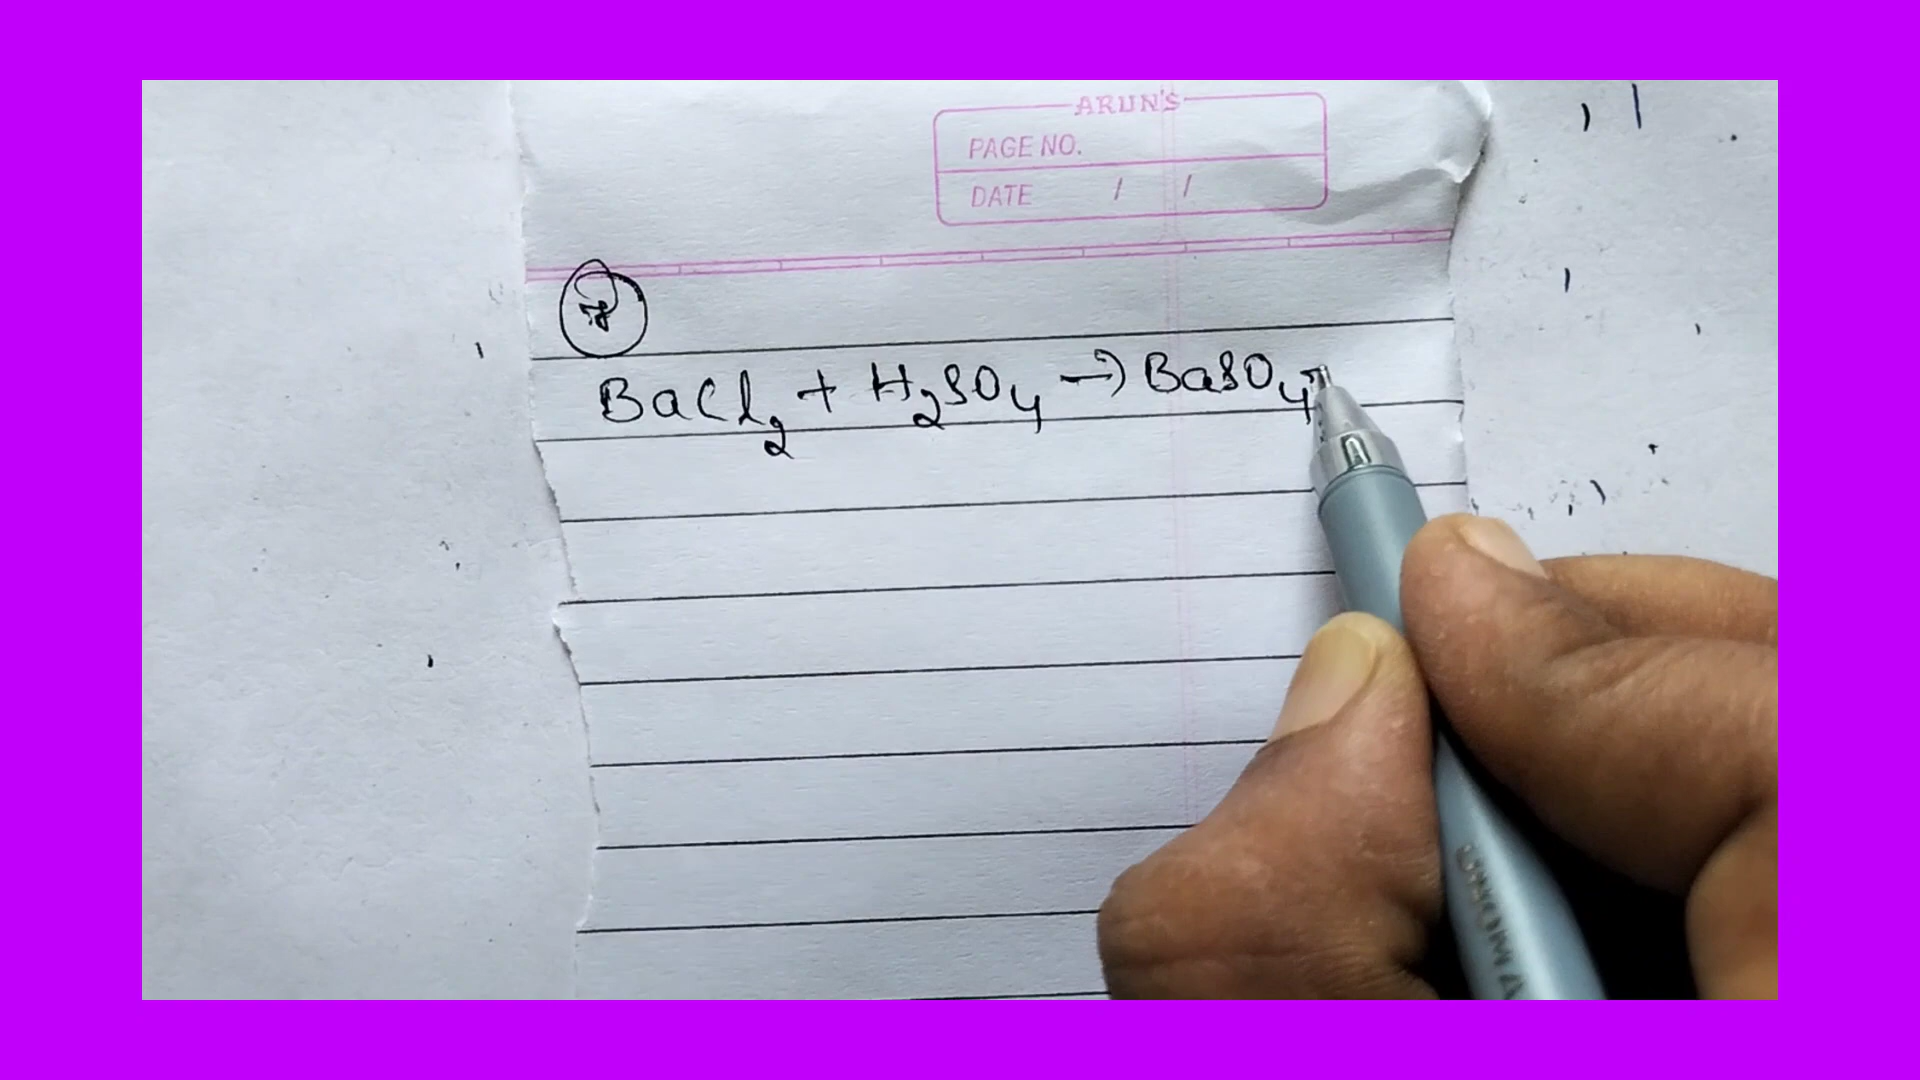 ARUN'S
PAGE NO.
DATE / /
BaCl2 + H2SO4 → BaSO4